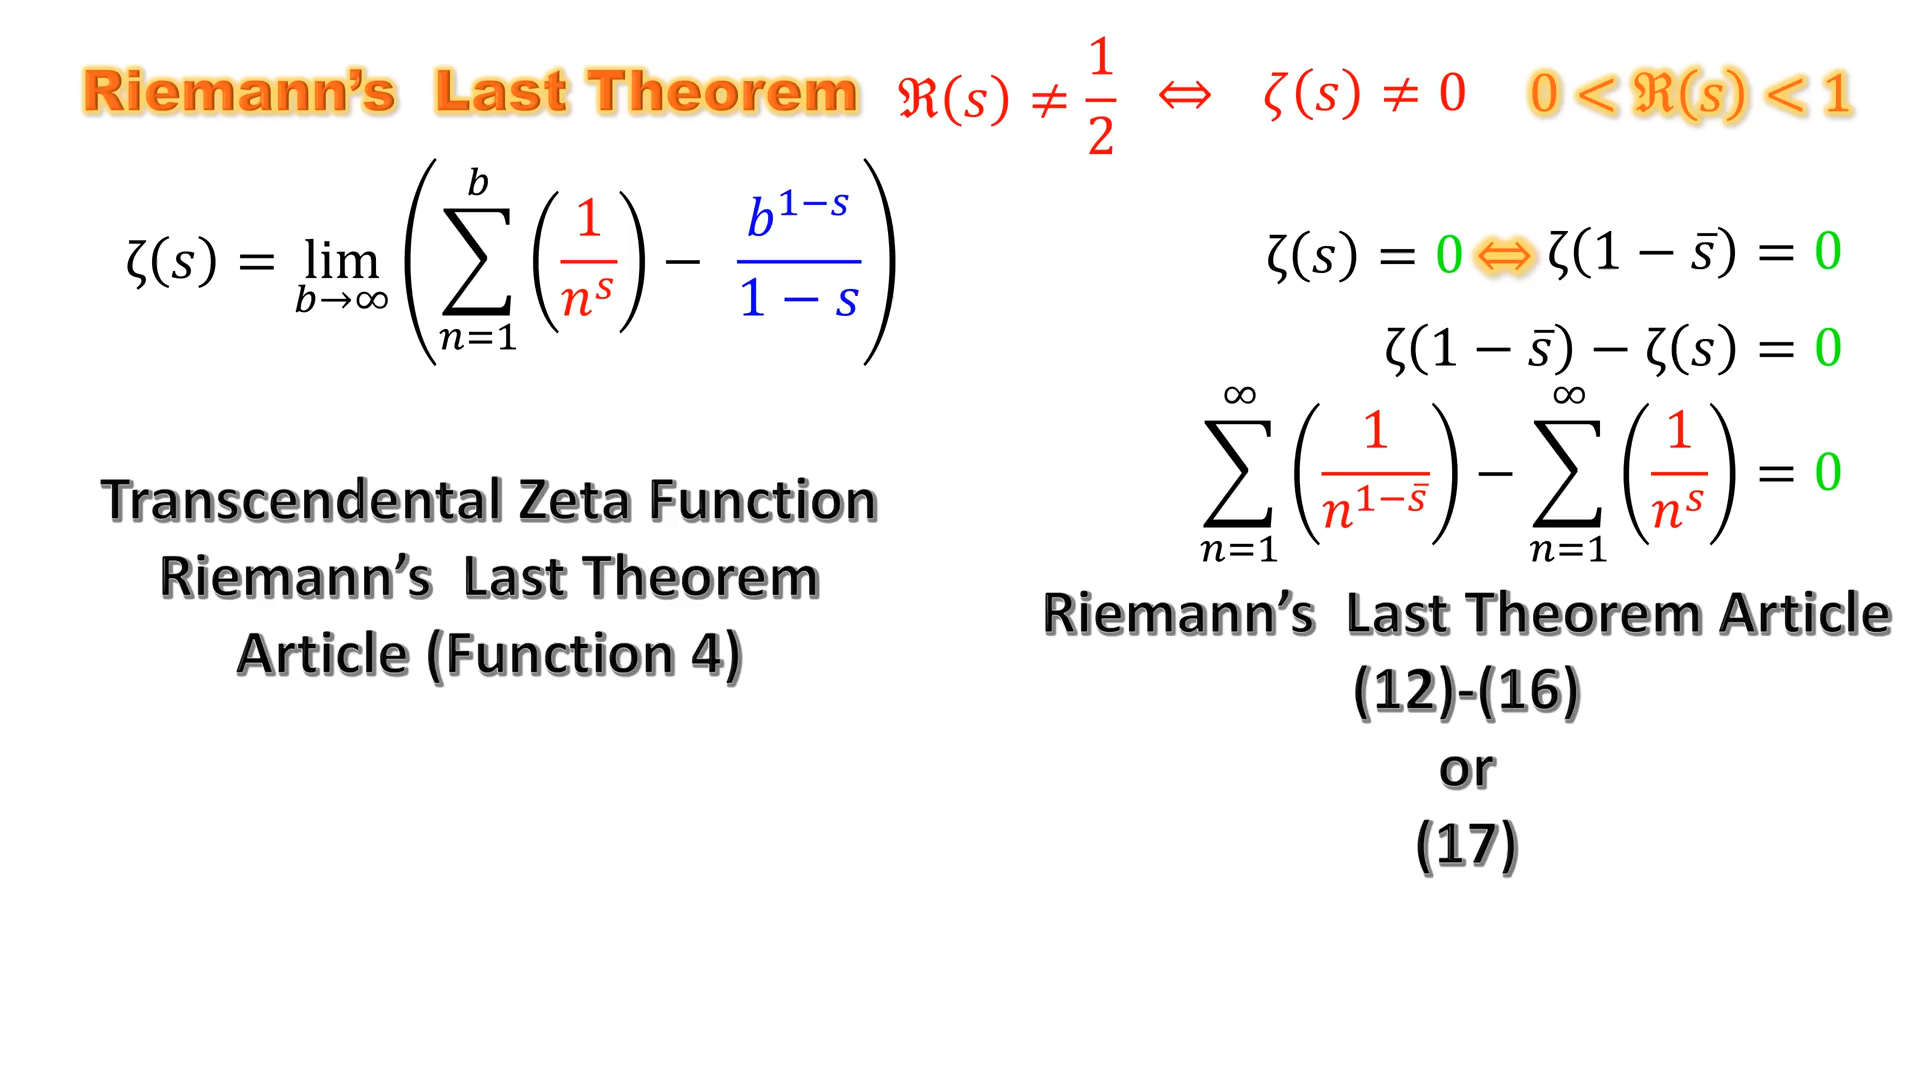 Riemann’s Last Theorem ℜ(s) ≠ 1/2 ⇔ ζ(s) ≠ 0 0 < ℜ(s) < 1
ζ(s) = lim_{b→∞} ( ∑_{n=1}^{b} (1/n^s) − b^{1−s}/(1−s) )
Transcendental Zeta Function
Riemann’s Last Theorem
Article (Function 4)
ζ(s) = 0 ⇔ ζ(1 − s̄) = 0
ζ(1 − s̄) − ζ(s) = 0
∑_{n=1}^{∞} (1/n^{1−s̄}) − ∑_{n=1}^{∞} (1/n^s) = 0
Riemann’s Last Theorem Article
(12)-(16)
or
(17)